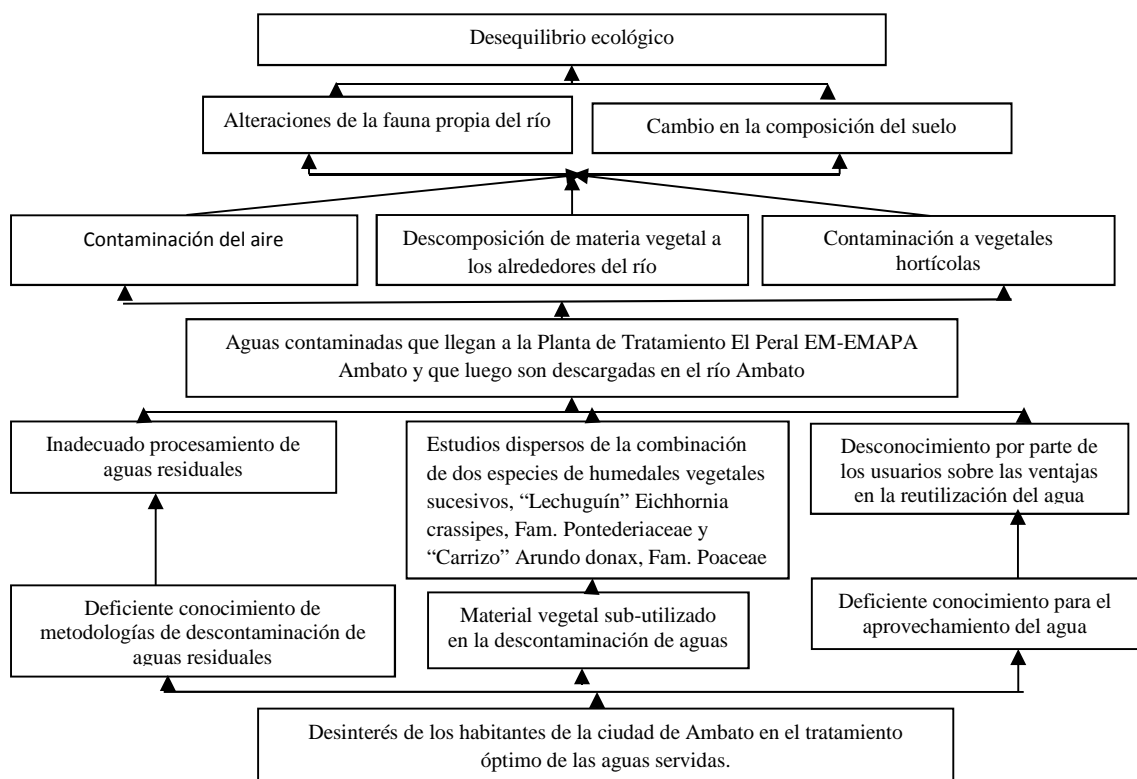 Desequilibrio ecológico
Alteraciones de la fauna propia del río
Cambio en la composición del suelo
Contaminación del aire
Descomposición de materia vegetal a
los alrededores del río
Contaminación a vegetales
hortícolas
Aguas contaminadas que llegan a la Planta de Tratamiento El Peral EM-EMAPA
Ambato y que luego son descargadas en el río Ambato
Inadecuado procesamiento de
aguas residuales
Estudios dispersos de la combinación
de dos especies de humedales vegetales
sucesivos, “Lechuguín” Eichhornia
crassipes, Fam. Pontederiaceae y
“Carrizo” Arundo donax, Fam. Poaceae
Desconocimiento por parte de
los usuarios sobre las ventajas
en la reutilización del agua
Deficiente conocimiento de
metodologías de descontaminación de
aguas residuales
Material vegetal sub-utilizado
en la descontaminación de aguas
Deficiente conocimiento para el
aprovechamiento del agua
Desinterés de los habitantes de la ciudad de Ambato en el tratamiento
óptimo de las aguas servidas.